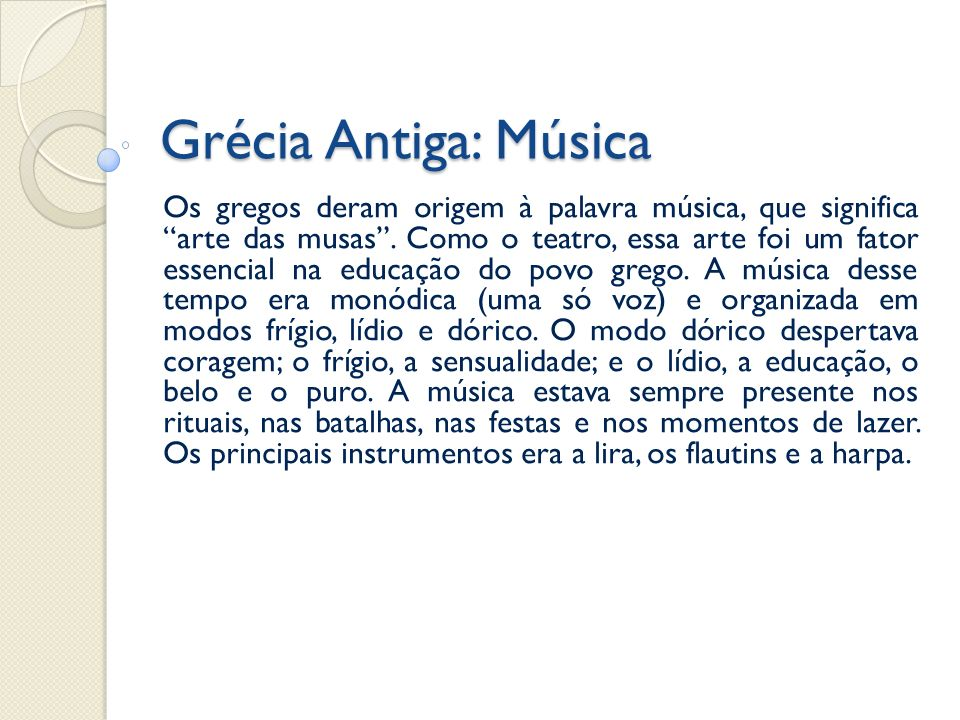 Grécia Antiga: Música
Os gregos deram origem à palavra música, que significa
“arte das musas”. Como o teatro, essa arte foi um fator
essencial na educação do povo grego. A música desse
tempo era monódica (uma só voz) e organizada em
modos frígio, lídio e dórico. O modo dórico despertava
coragem; o frígio, a sensualidade; e o lídio, a educação, o
belo e o puro. A música estava sempre presente nos
rituais, nas batalhas, nas festas e nos momentos de lazer.
Os principais instrumentos era a lira, os flautins e a harpa.